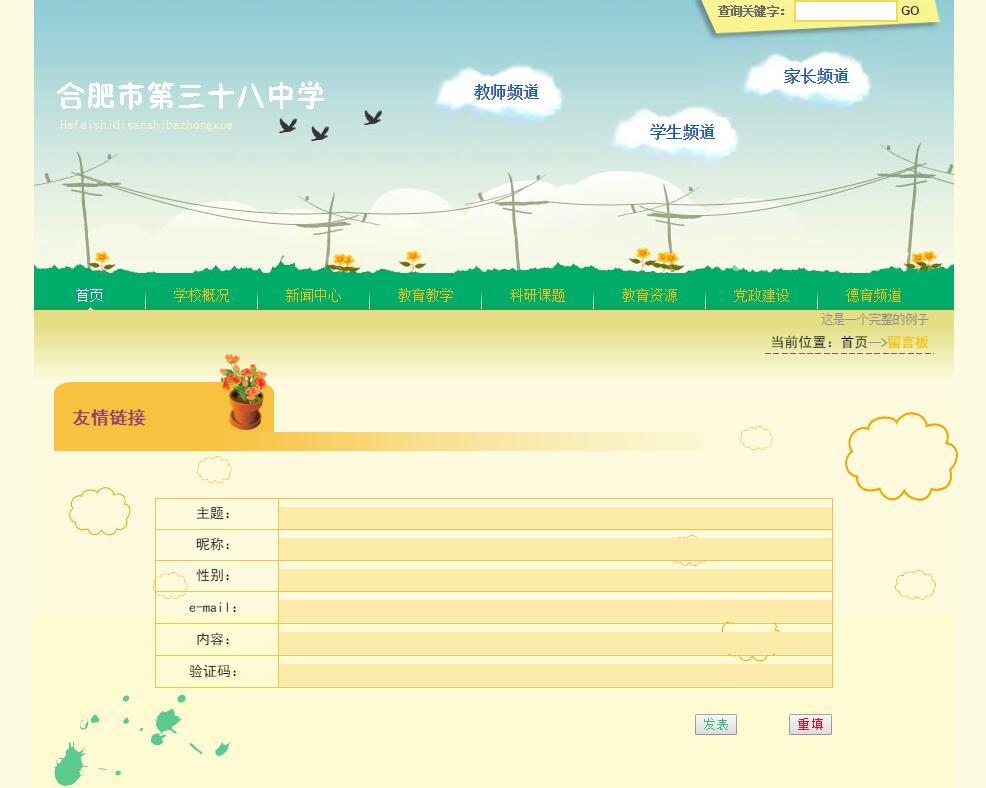 查询关键字： GO
家长频道
教师频道
学生频道
合肥市第三十八中学
Hefeishidisanshibazhongxue
首页 学校概况 新闻中心 教育教学 科研课题 教育资源 党政建设 德育频道
这是一个完整的例子
当前位置：首页-->留言板
友情链接
主题：
昵称：
性别：
e-mail：
内容：
验证码：
发表 重填